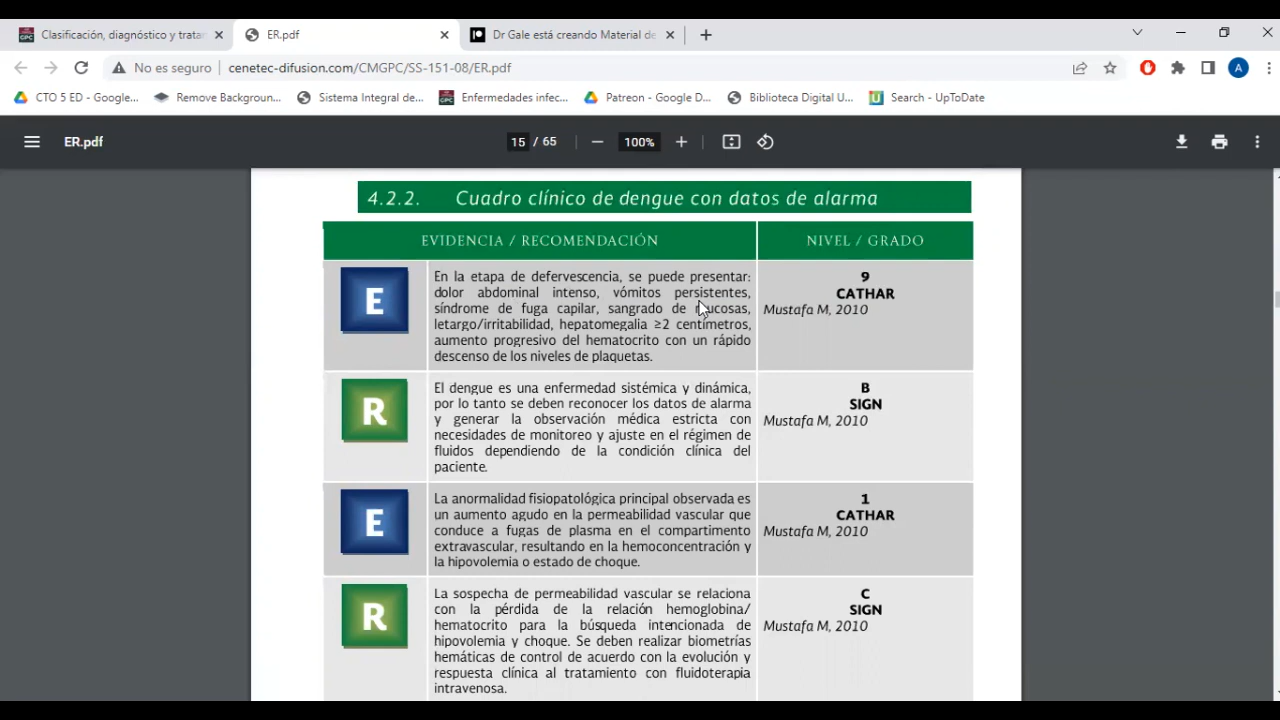 Clasificación, diagnóstico y tratar
ER.pdf
Dr Gale está creando Material de
No es seguro
cenetec-difusion.com/CMGPC/SS-151-08/ER.pdf
A
CTO 5 ED - Google...
Remove Backgroun...
Sistema Integral de...
Enfermedades infec...
Patreon - Google D...
Biblioteca Digital U...
Search - UpToDate
ER.pdf
15 / 65
100%
4.2.2. Cuadro clínico de dengue con datos de alarma
EVIDENCIA / RECOMENDACIÓN
NIVEL / GRADO
E
En la etapa de defervescencia, se puede presentar:
dolor abdominal intenso, vómitos persistentes,
síndrome de fuga capilar, sangrado de mucosas,
letargo/irritabilidad, hepatomegalia ≥2 centímetros,
aumento progresivo del hematocrito con un rápido
descenso de los niveles de plaquetas.
9
CATHAR
Mustafa M, 2010
R
El dengue es una enfermedad sistémica y dinámica,
por lo tanto se deben reconocer los datos de alarma
y generar la observación médica estricta con
necesidades de monitoreo y ajuste en el régimen de
fluidos dependiendo de la condición clínica del
paciente.
B
SIGN
Mustafa M, 2010
E
La anormalidad fisiopatológica principal observada es
un aumento agudo en la permeabilidad vascular que
conduce a fugas de plasma en el compartimento
extravascular, resultando en la hemoconcentración y
la hipovolemia o estado de choque.
1
CATHAR
Mustafa M, 2010
R
La sospecha de permeabilidad vascular se relaciona
con la pérdida de la relación hemoglobina/
hematocrito para la búsqueda intencionada de
hipovolemia y choque. Se deben realizar biometrías
hemáticas de control de acuerdo con la evolución y
respuesta clínica al tratamiento con fluidoterapia
intravenosa.
C
SIGN
Mustafa M, 2010